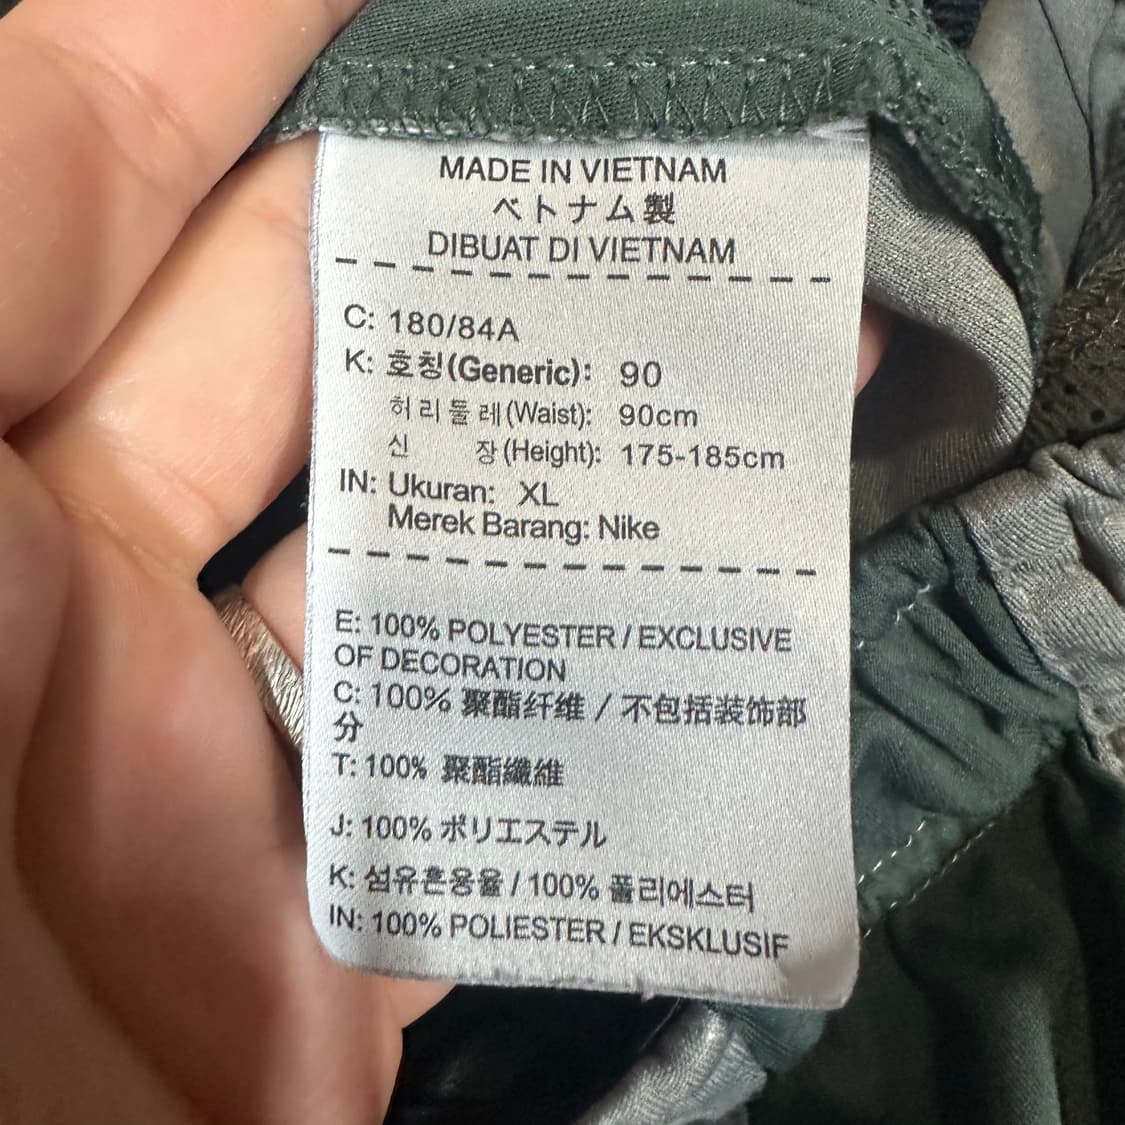 MADE IN VIETNAM
ベトナム製
DIBUAT DI VIETNAM
C: 180/84A
K: 호칭(Generic): 90
허리둘레(Waist): 90cm
신 장(Height): 175-185cm
IN: Ukuran: XL
Merek Barang: Nike
E: 100% POLYESTER / EXCLUSIVE
OF DECORATION
C: 100% 聚酯纤维 / 不包括装饰部
分
T: 100% 聚酯纖維
J: 100% ポリエステル
K: 섬유혼용율 / 100% 폴리에스터
IN: 100% POLIESTER / EKSKLUSIF